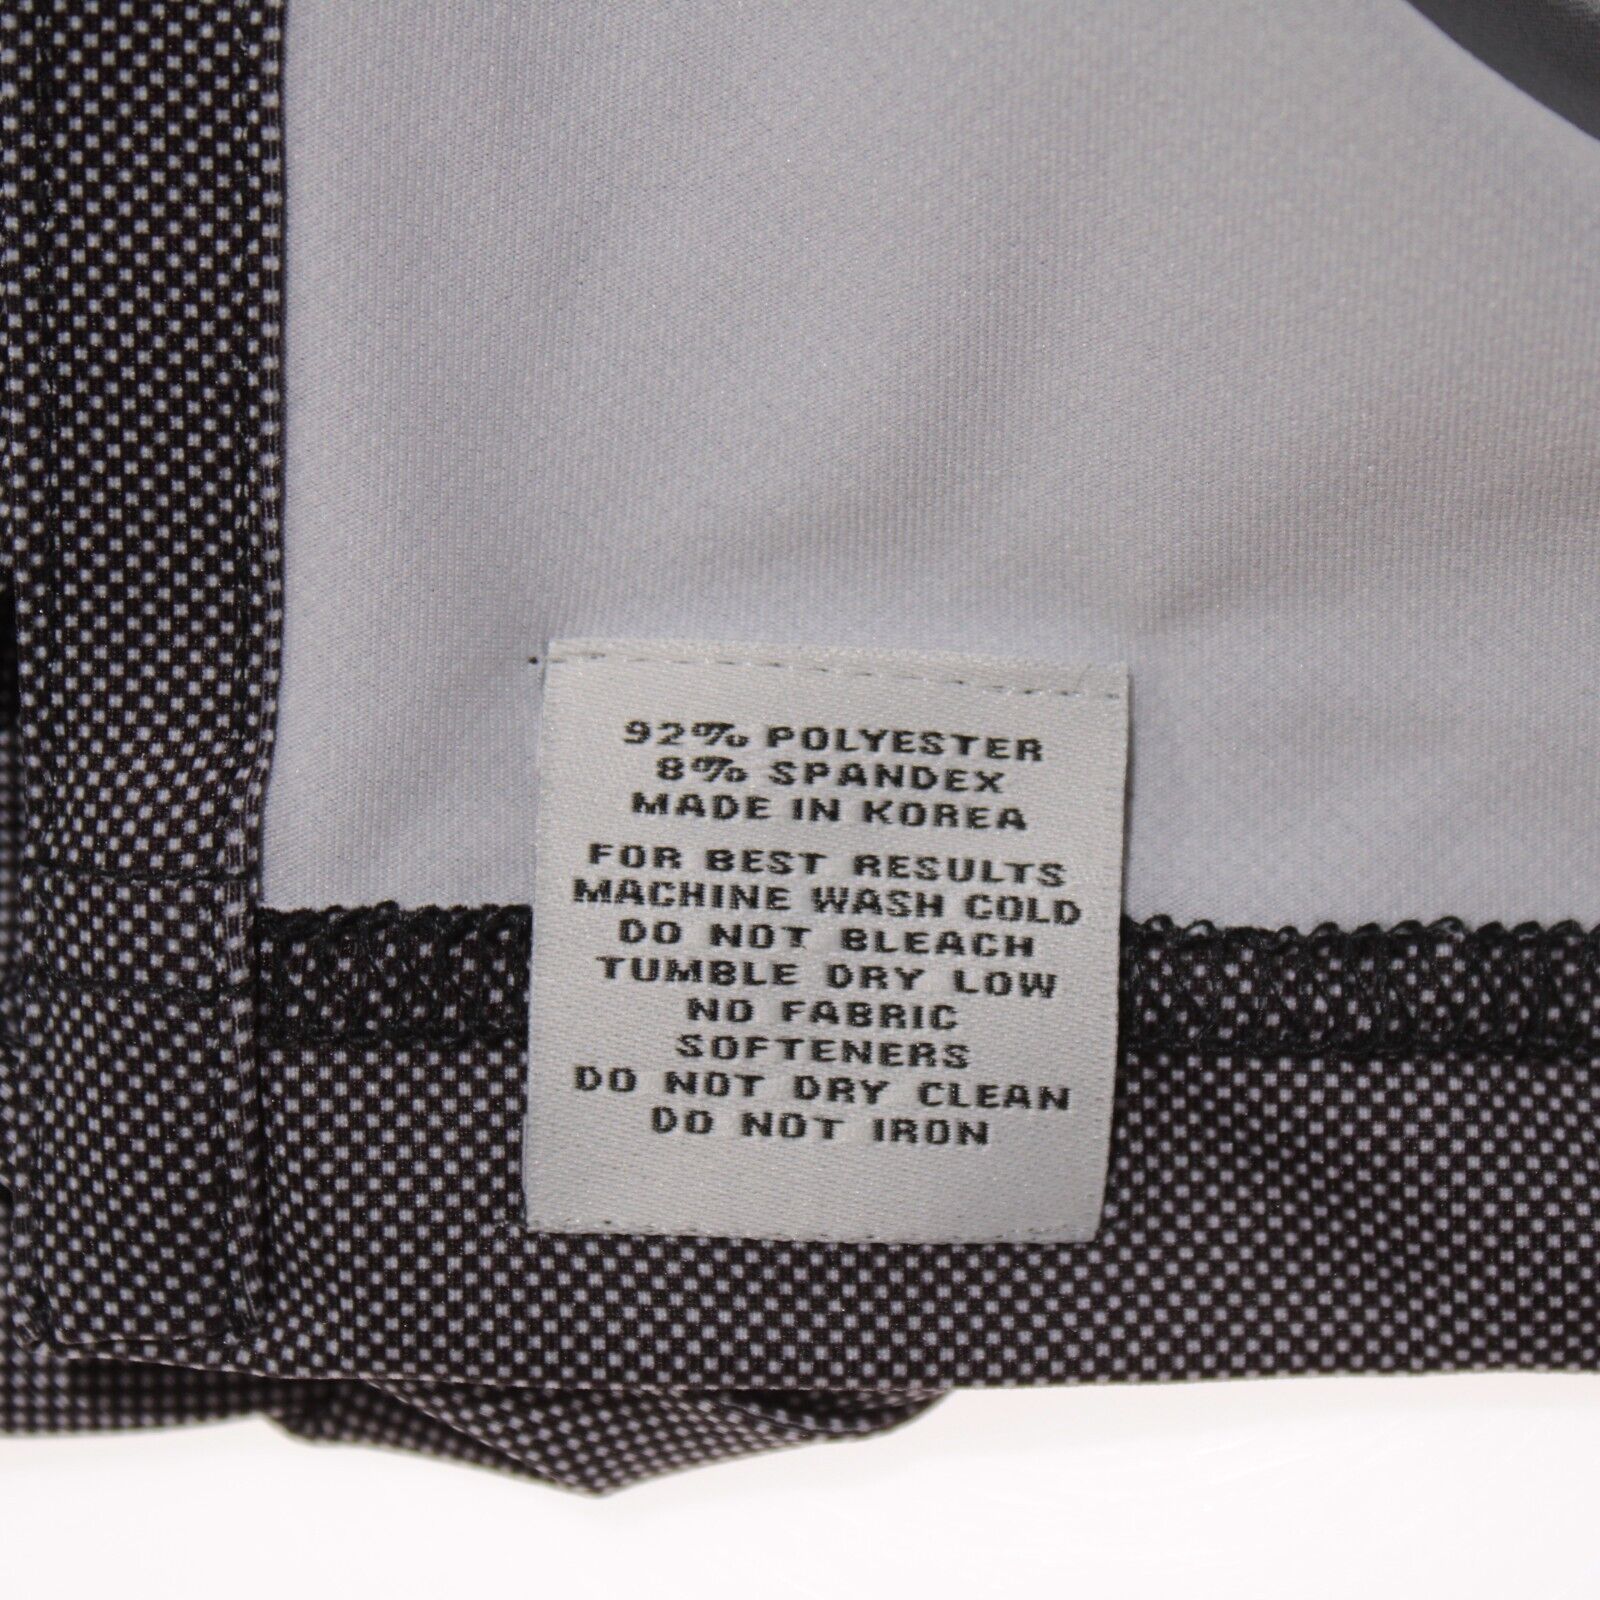 92% POLYESTER
8% SPANDEX
MADE IN KOREA
FOR BEST RESULTS
MACHINE WASH COLD
DO NOT BLEACH
TUMBLE DRY LOW
NO FABRIC
SOFTENERS
DO NOT DRY CLEAN
DO NOT IRON